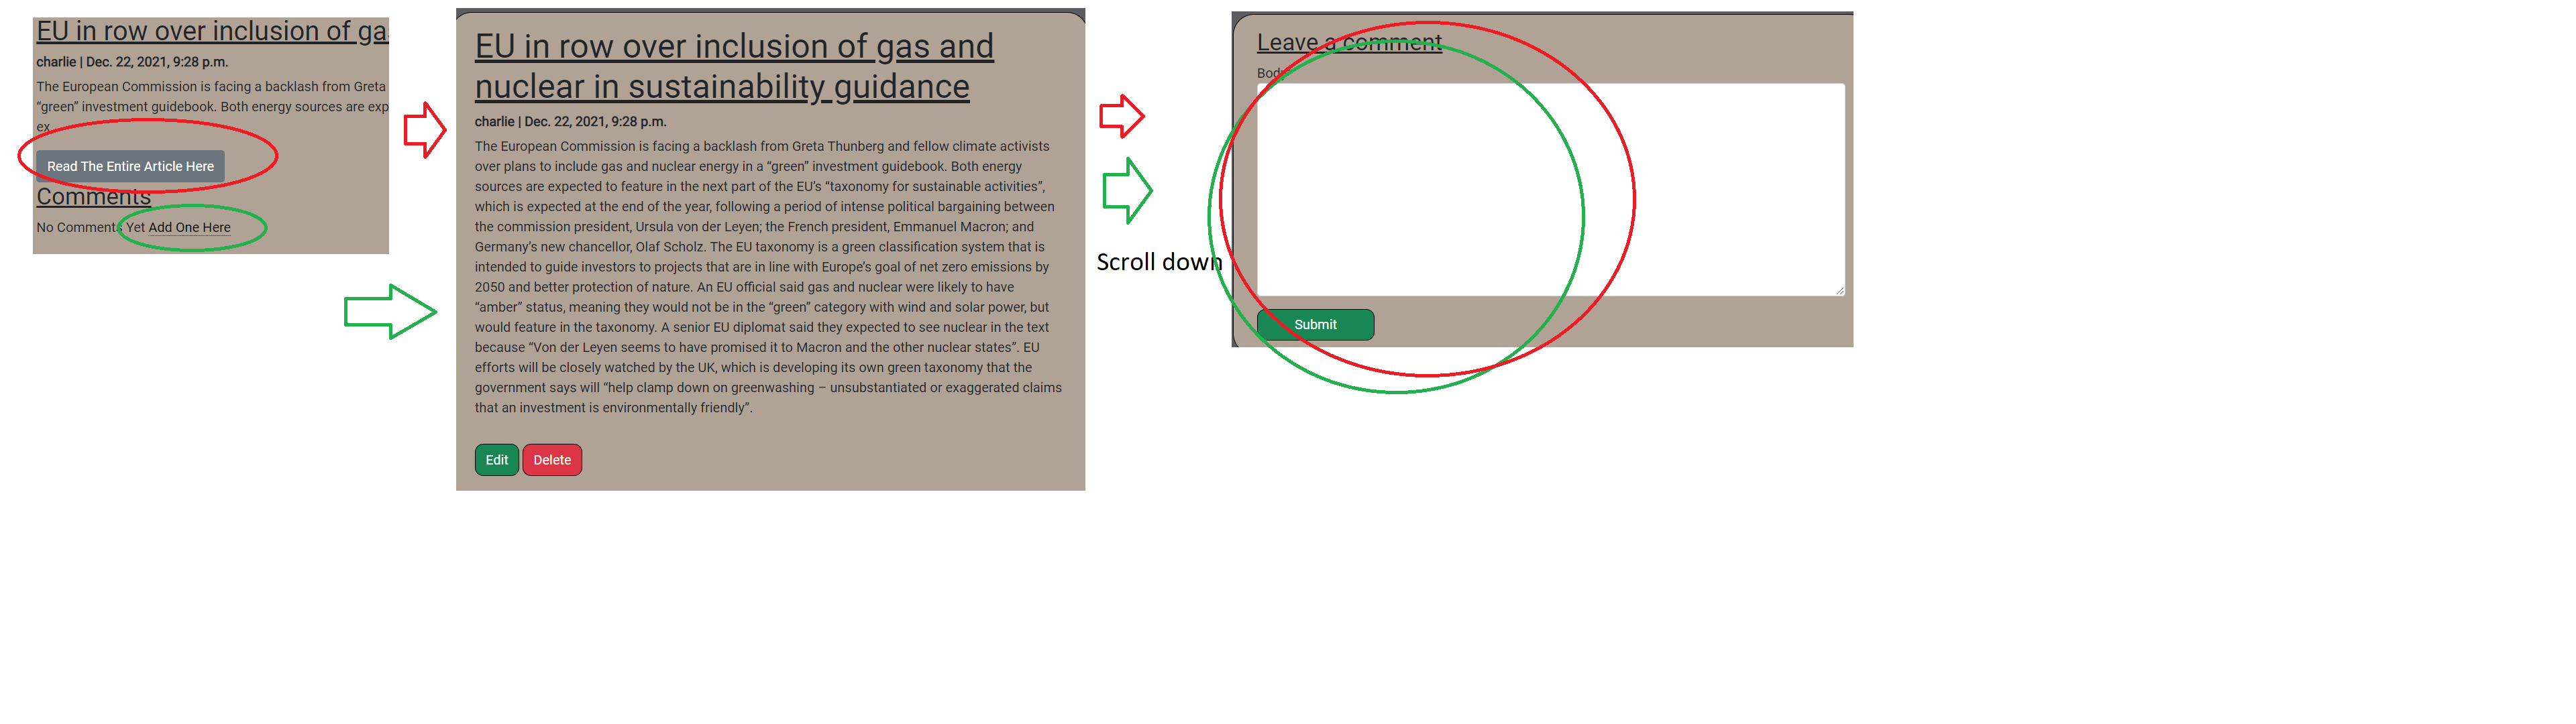 EU in row over inclusion of ga
charlie | Dec. 22, 2021, 9:28 p.m.
The European Commission is facing a backlash from Greta
“green” investment guidebook. Both energy sources are exp
ex
Read The Entire Article Here
Comments
No Comments Yet Add One Here
EU in row over inclusion of gas and
nuclear in sustainability guidance
charlie | Dec. 22, 2021, 9:28 p.m.
The European Commission is facing a backlash from Greta Thunberg and fellow climate activists
over plans to include gas and nuclear energy in a “green” investment guidebook. Both energy
sources are expected to feature in the next part of the EU’s “taxonomy for sustainable activities”,
which is expected at the end of the year, following a period of intense political bargaining between
the commission president, Ursula von der Leyen; the French president, Emmanuel Macron; and
Germany’s new chancellor, Olaf Scholz. The EU taxonomy is a green classification system that is
intended to guide investors to projects that are in line with Europe’s goal of net zero emissions by
2050 and better protection of nature. An EU official said gas and nuclear were likely to have
“amber” status, meaning they would not be in the “green” category with wind and solar power, but
would feature in the taxonomy. A senior EU diplomat said they expected to see nuclear in the text
because “Von der Leyen seems to have promised it to Macron and the other nuclear states”. EU
efforts will be closely watched by the UK, which is developing its own green taxonomy that the
government says will “help clamp down on greenwashing – unsubstantiated or exaggerated claims
that an investment is environmentally friendly”.
Edit Delete
Scroll down
Leave a comment
Body
Submit